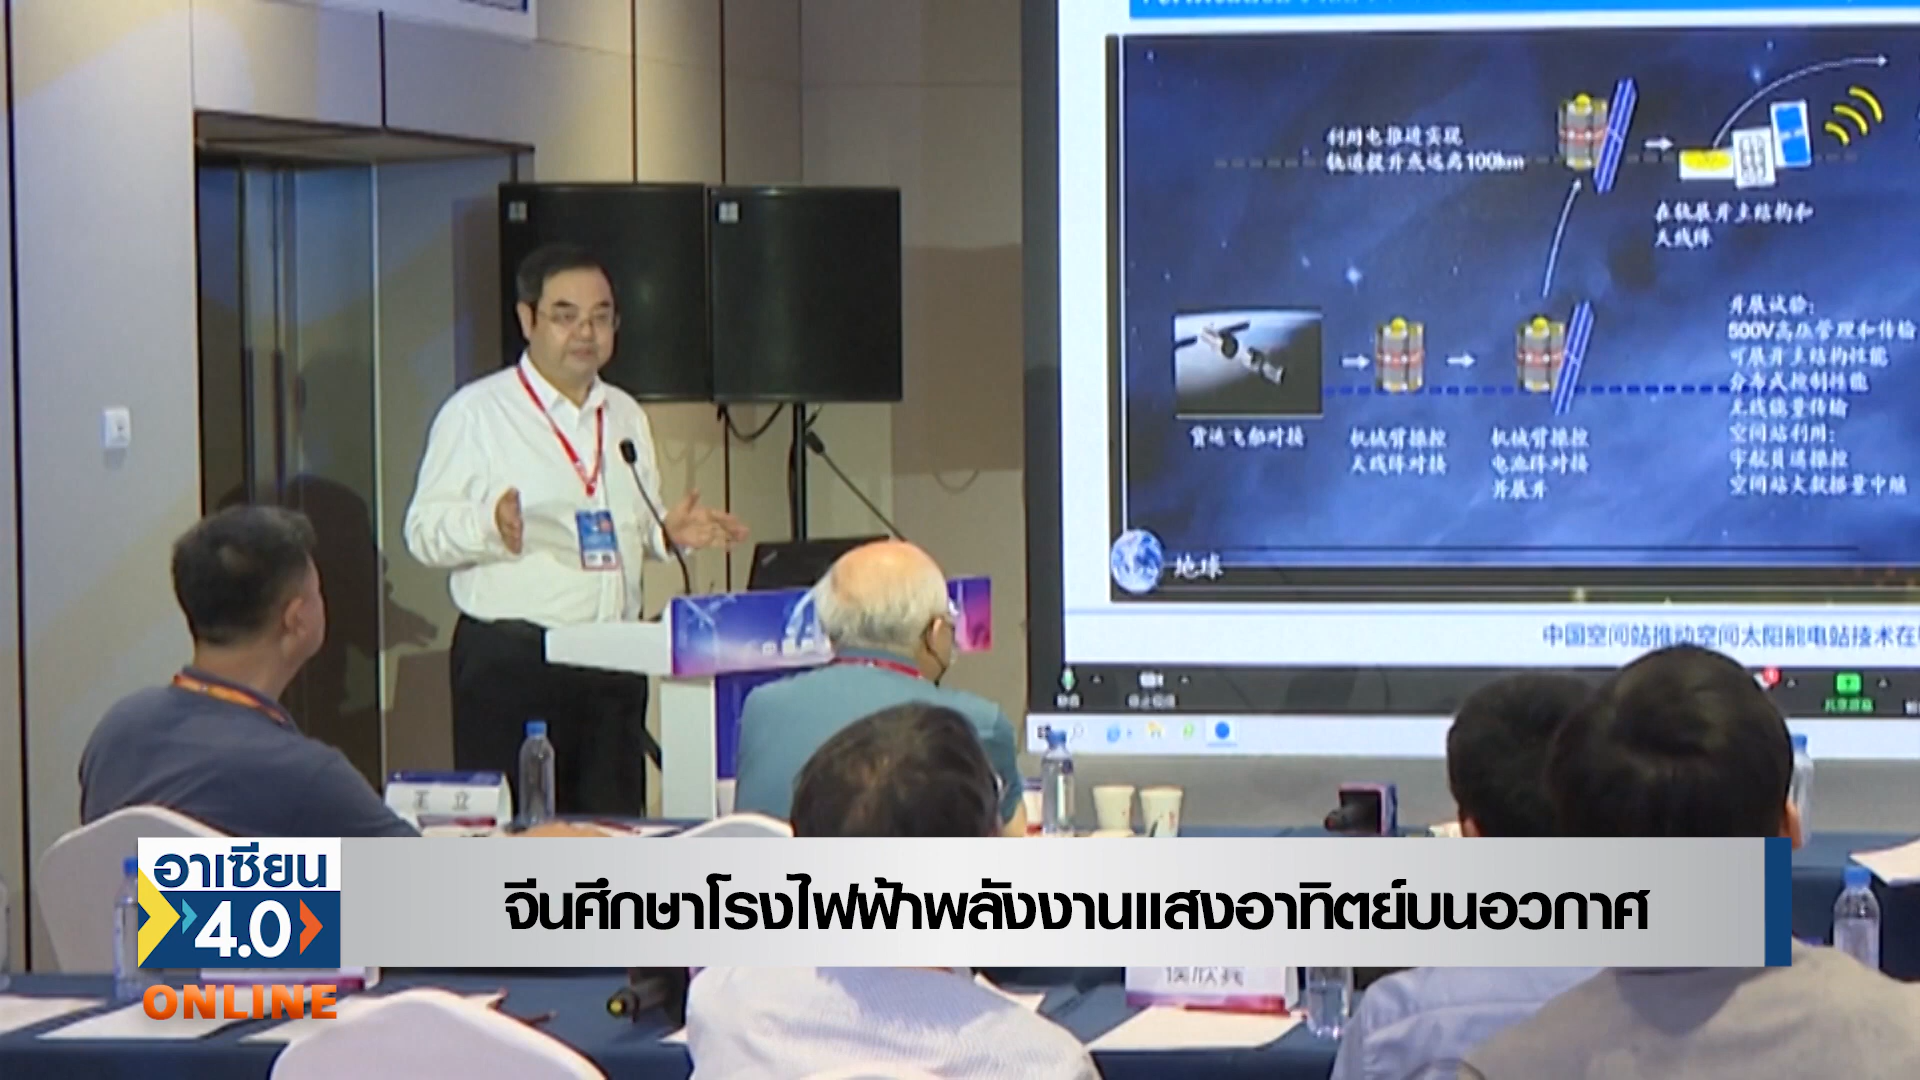 利用电推进实现
轨道提升或远离100km
在轨展开主结构和
天线阵
开展试验:
500V高压管理和传输
可展开主结构性能
分布式控制性能
无线能量传输
空间站利用:
宇航员遥操控
空间站大数据量中继
货运飞船对接
机械臂操控
天线阵对接
机械臂操控
电池阵对接
并展开
地球
中国空间站推动空间太阳能电站技术在
王 立
อาเซียน
4.0
ONLINE
จีนศึกษาโรงไฟฟ้าพลังงานแสงอาทิตย์บนอวกาศ